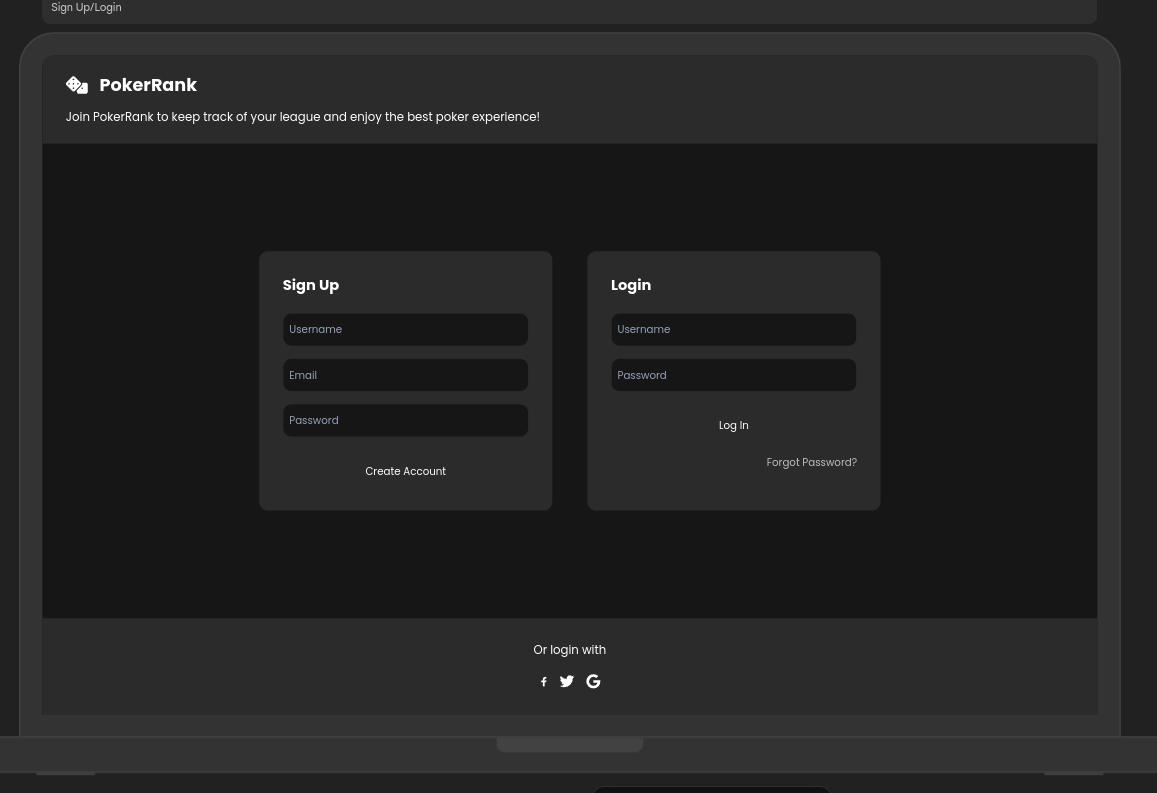 Sign Up/Login
PokerRank
Join PokerRank to keep track of your league and enjoy the best poker experience!
Sign Up
Username
Email
Password
Create Account
Login
Username
Password
Log In
Forgot Password?
Or login with